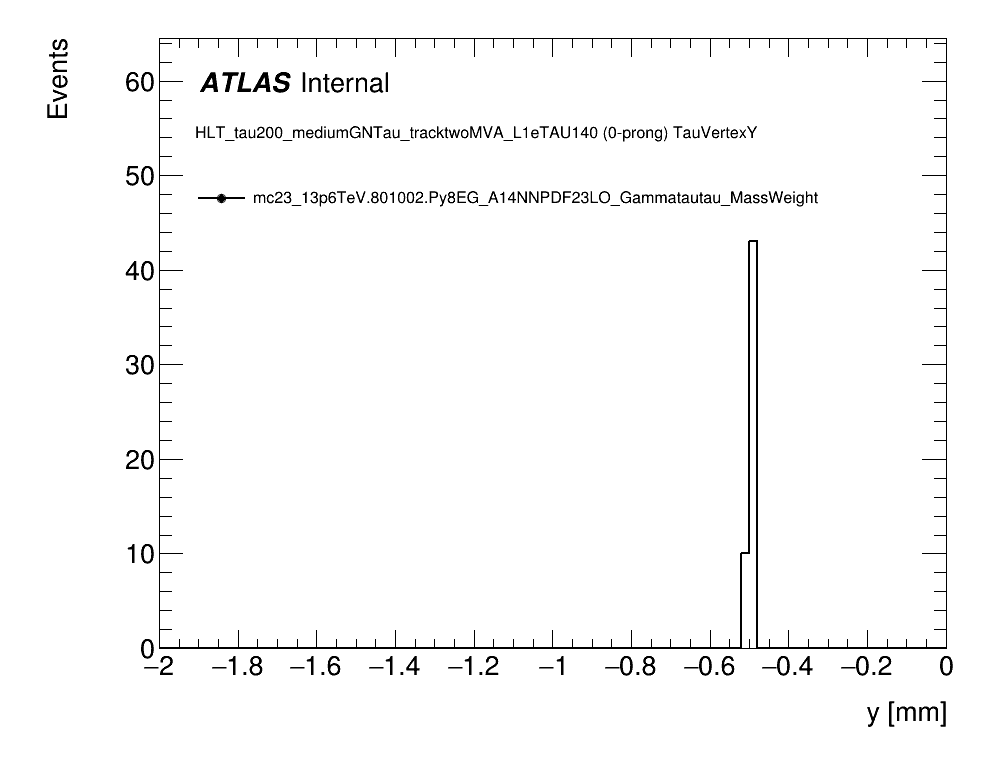 Events
60
ATLAS Internal
HLT_tau200_mediumGNTau_tracktwoMVA_L1eTAU140 (0-prong) TauVertexY
50
mc23_13p6TeV.801002.Py8EG_A14NNPDF23LO_Gammatautau_MassWeight
40
30
20
10
0
−2 −1.8 −1.6 −1.4 −1.2 −1 −0.8 −0.6 −0.4 −0.2 0
y [mm]